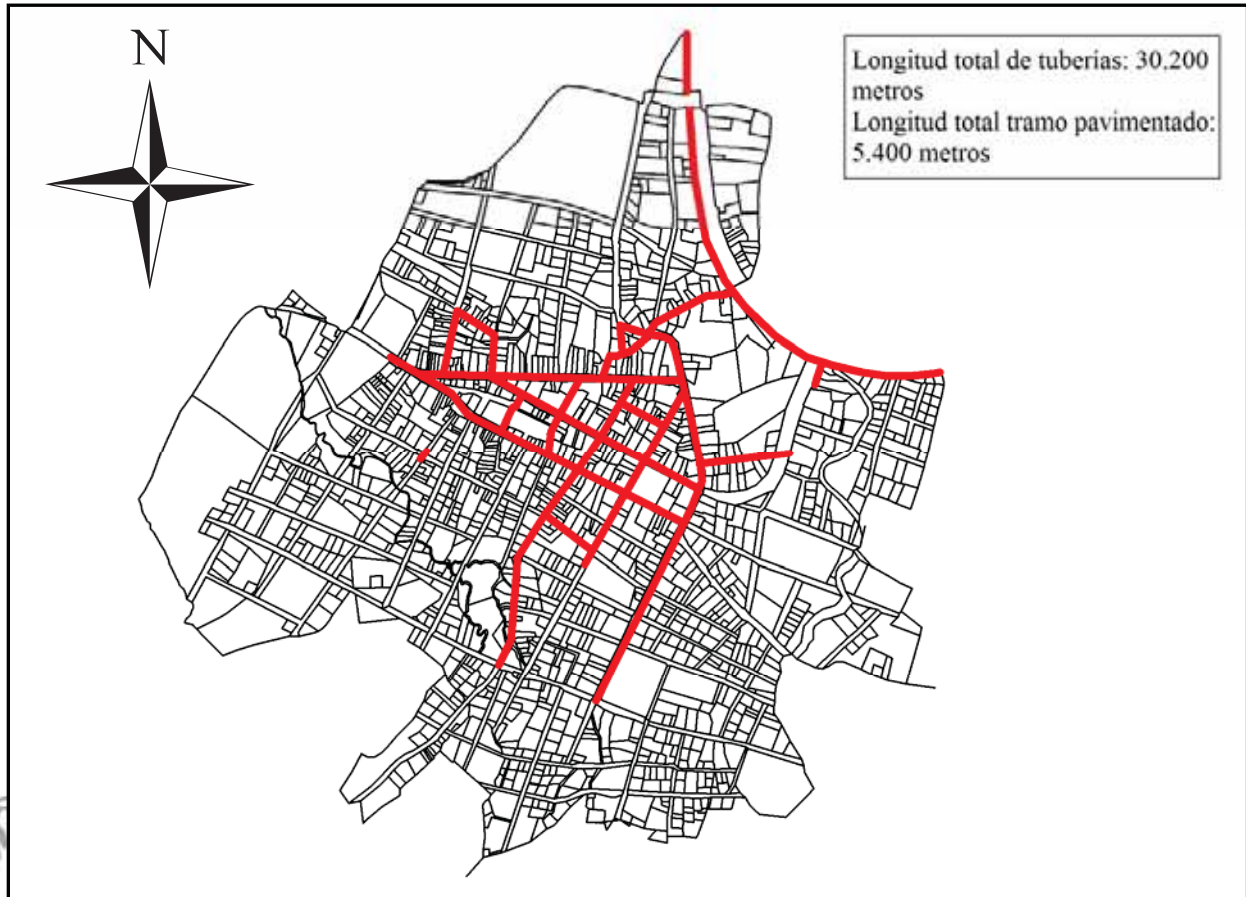 N
Longitud total de tuberías: 30.200
metros
Longitud total tramo pavimentado:
5.400 metros